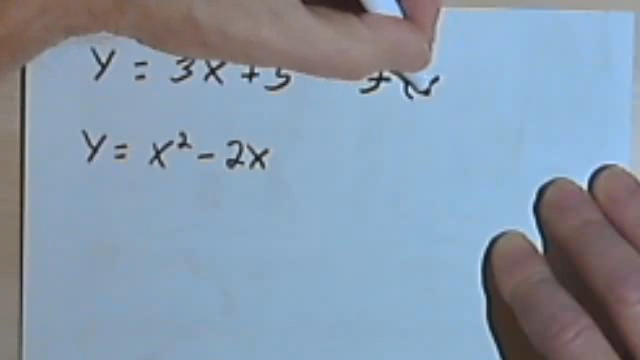 Y = 3x + 5
Y = x² - 2x